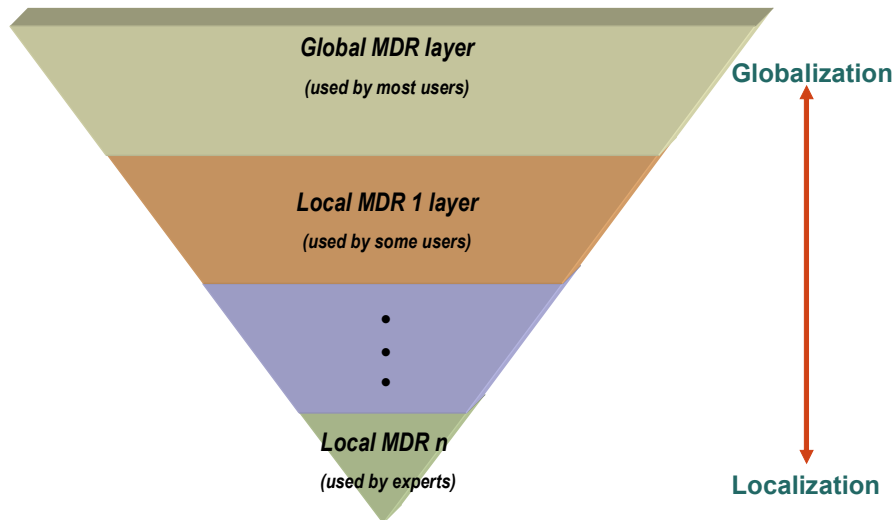 Global MDR layer
(used by most users)
Globalization
Local MDR 1 layer
(used by some users)
Local MDR n
(used by experts)
Localization